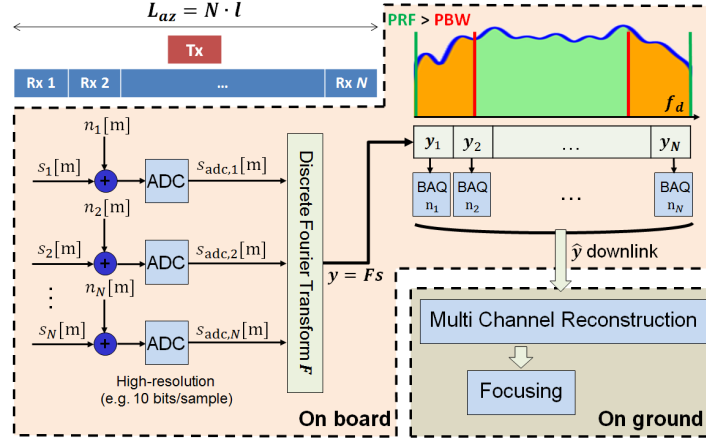 L_az = N · l
Tx
Rx 1 Rx 2 ... Rx N
PRF > PBW
f_d
y_1 y_2 ... y_N
BAQ n_1 BAQ n_2 ... BAQ n_N
ŷ downlink
n_1[m]
s_1[m] + ADC s_adc,1[m]
n_2[m]
s_2[m] + ADC s_adc,2[m]
⋮
n_N[m]
s_N[m] + ADC s_adc,N[m]
High-resolution
(e.g. 10 bits/sample)
Discrete Fourier Transform F
y = Fs
On board
Multi Channel Reconstruction
Focusing
On ground